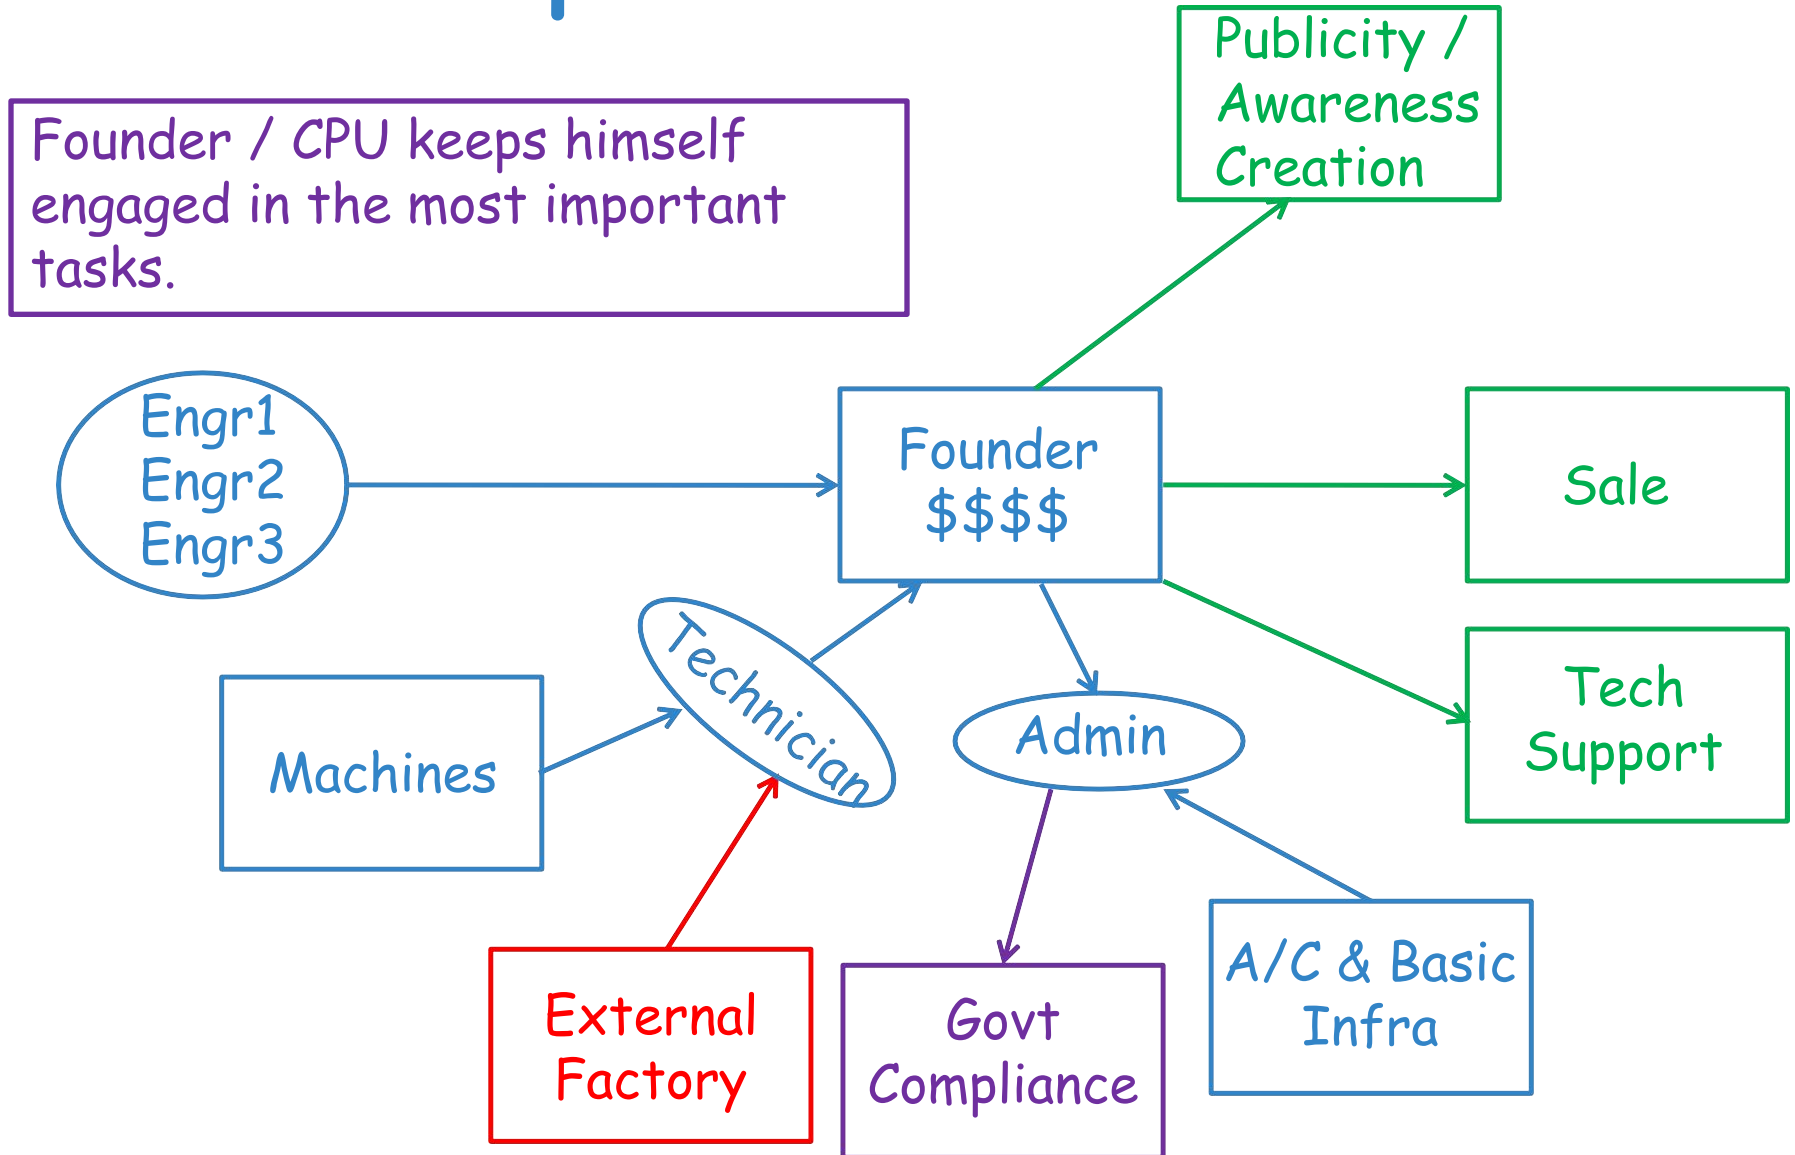 Publicity /
Awareness
Creation
Founder / CPU keeps himself
engaged in the most important
tasks.
Engr1
Engr2
Engr3
Founder
$$$$
Sale
Technician
Tech
Support
Admin
Machines
A/C & Basic
Infra
External
Factory
Govt
Compliance